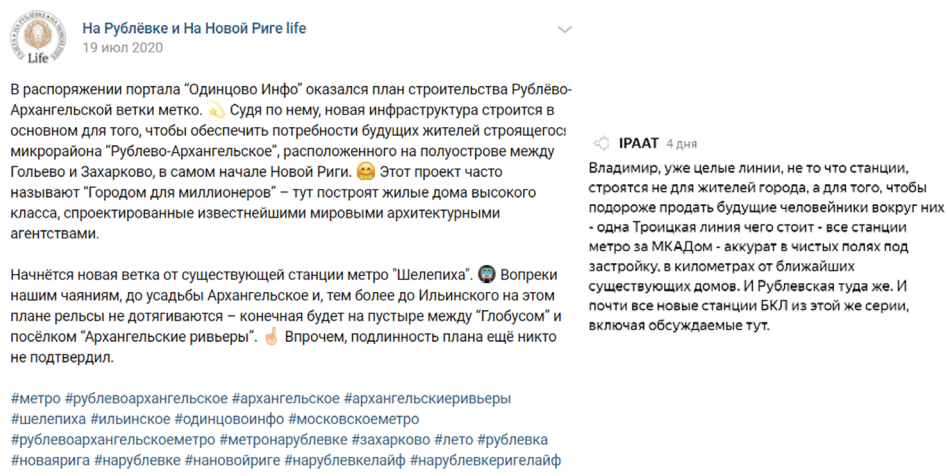 На Рублёвке и На Новой Риге life
19 июл 2020
Life
В распоряжении портала “Одинцово Инфо” оказался план строительства Рублёво-
Архангельской ветки метко. 💫 Судя по нему, новая инфраструктура строится в
основном для того, чтобы обеспечить потребности будущих жителей строящегося
микрорайона “Рублево-Архангельское”, расположенного на полуострове между
Гольево и Захарково, в самом начале Новой Риги. 🤗 Этот проект часто
называют “Городом для миллионеров” – тут построят жилые дома высокого
класса, спроектированные известнейшими мировыми архитектурными
агентствами.
Начнётся новая ветка от существующей станции метро "Шелепиха". 🚇 Вопреки
нашим чаяниям, до усадьбы Архангельское и, тем более до Ильинского на этом
плане рельсы не дотягиваются – конечная будет на пустыре между “Глобусом” и
посёлком “Архангельские ривьеры”. ☝🏻 Впрочем, подлинность плана ещё никто
не подтвердил.
#метро #рублевоархангельское #архангельское #архангельскиеривьеры
#шелепиха #ильинское #одинцовоинфо #московскоеметро
#рублевоархангельскоеметро #метронарублевке #захарково #лето #рублевка
#новаярига #нарублевке #нановойриге #нарублевкелайф #нарублевкеригелайф
IPAAT 4 дня
Владимир, уже целые линии, не то что станции,
строятся не для жителей города, а для того, чтобы
подороже продать будущие человейники вокруг них
- одна Троицкая линия чего стоит - все станции
метро за МКАДом - аккурат в чистых полях под
застройку, в километрах от ближайших
существующих домов. И Рублевская туда же. И
почти все новые станции БКЛ из этой же серии,
включая обсуждаемые тут.